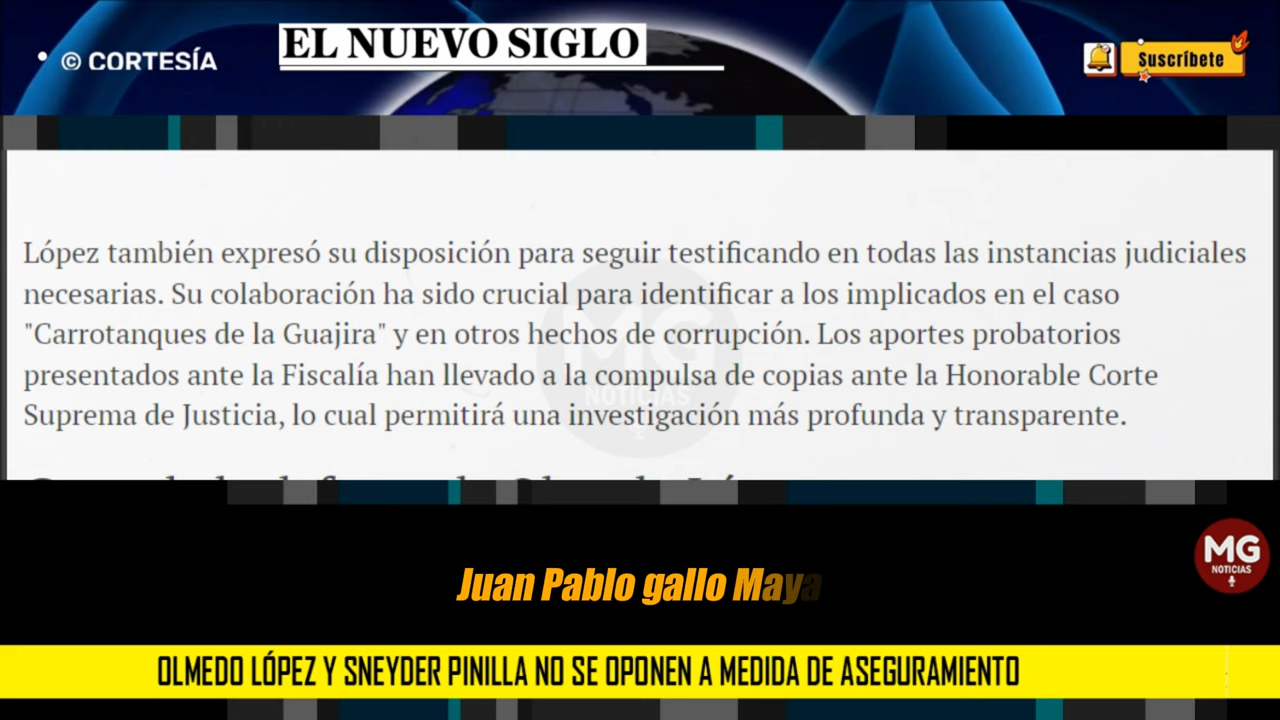 © CORTESÍA
EL NUEVO SIGLO
Suscríbete
López también expresó su disposición para seguir testificando en todas las instancias judiciales
necesarias. Su colaboración ha sido crucial para identificar a los implicados en el caso
"Carrotanques de la Guajira" y en otros hechos de corrupción. Los aportes probatorios
presentados ante la Fiscalía han llevado a la compulsa de copias ante la Honorable Corte
Suprema de Justicia, lo cual permitirá una investigación más profunda y transparente.
MG
NOTICIAS
Juan Pablo gallo Maya
MG
NOTICIAS
OLMEDO LÓPEZ Y SNEYDER PINILLA NO SE OPONEN A MEDIDA DE ASEGURAMIENTO